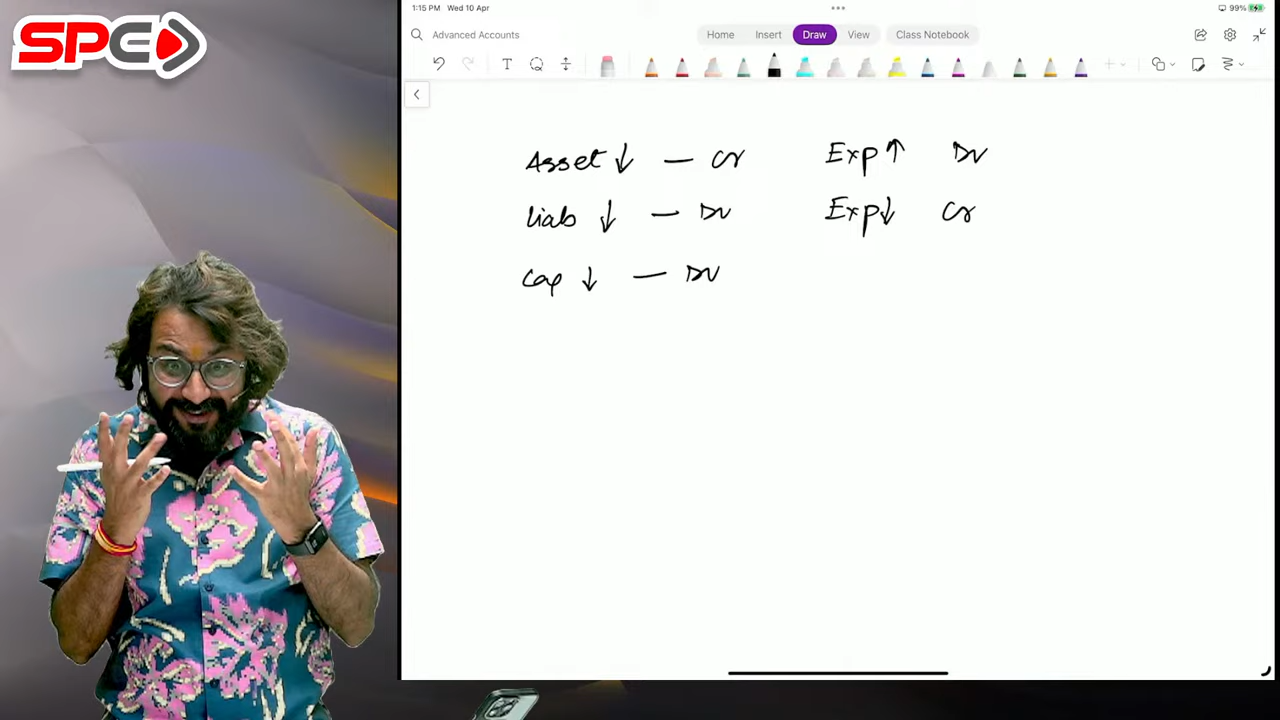 SPED
1:15 PM Wed 10 Apr
99%
Advanced Accounts
Home Insert Draw View Class Notebook
T
Asset ↓ — Cr Exp ↑ Dr
liab ↓ — Dr Exp ↓ Cr
Cap ↓ — Dr